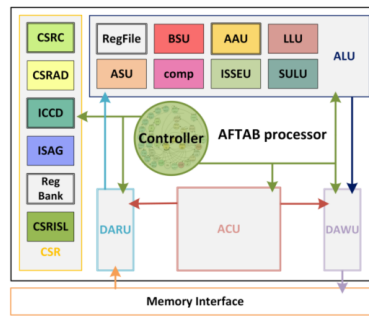 CSRC
CSRAD
ICCD
ISAG
Reg
Bank
CSRISL
CSR
RegFile
BSU
AAU
LLU
ASU
comp
ISSEU
SULU
ALU
Controller
AFTAB processor
DARU
ACU
DAWU
Memory Interface